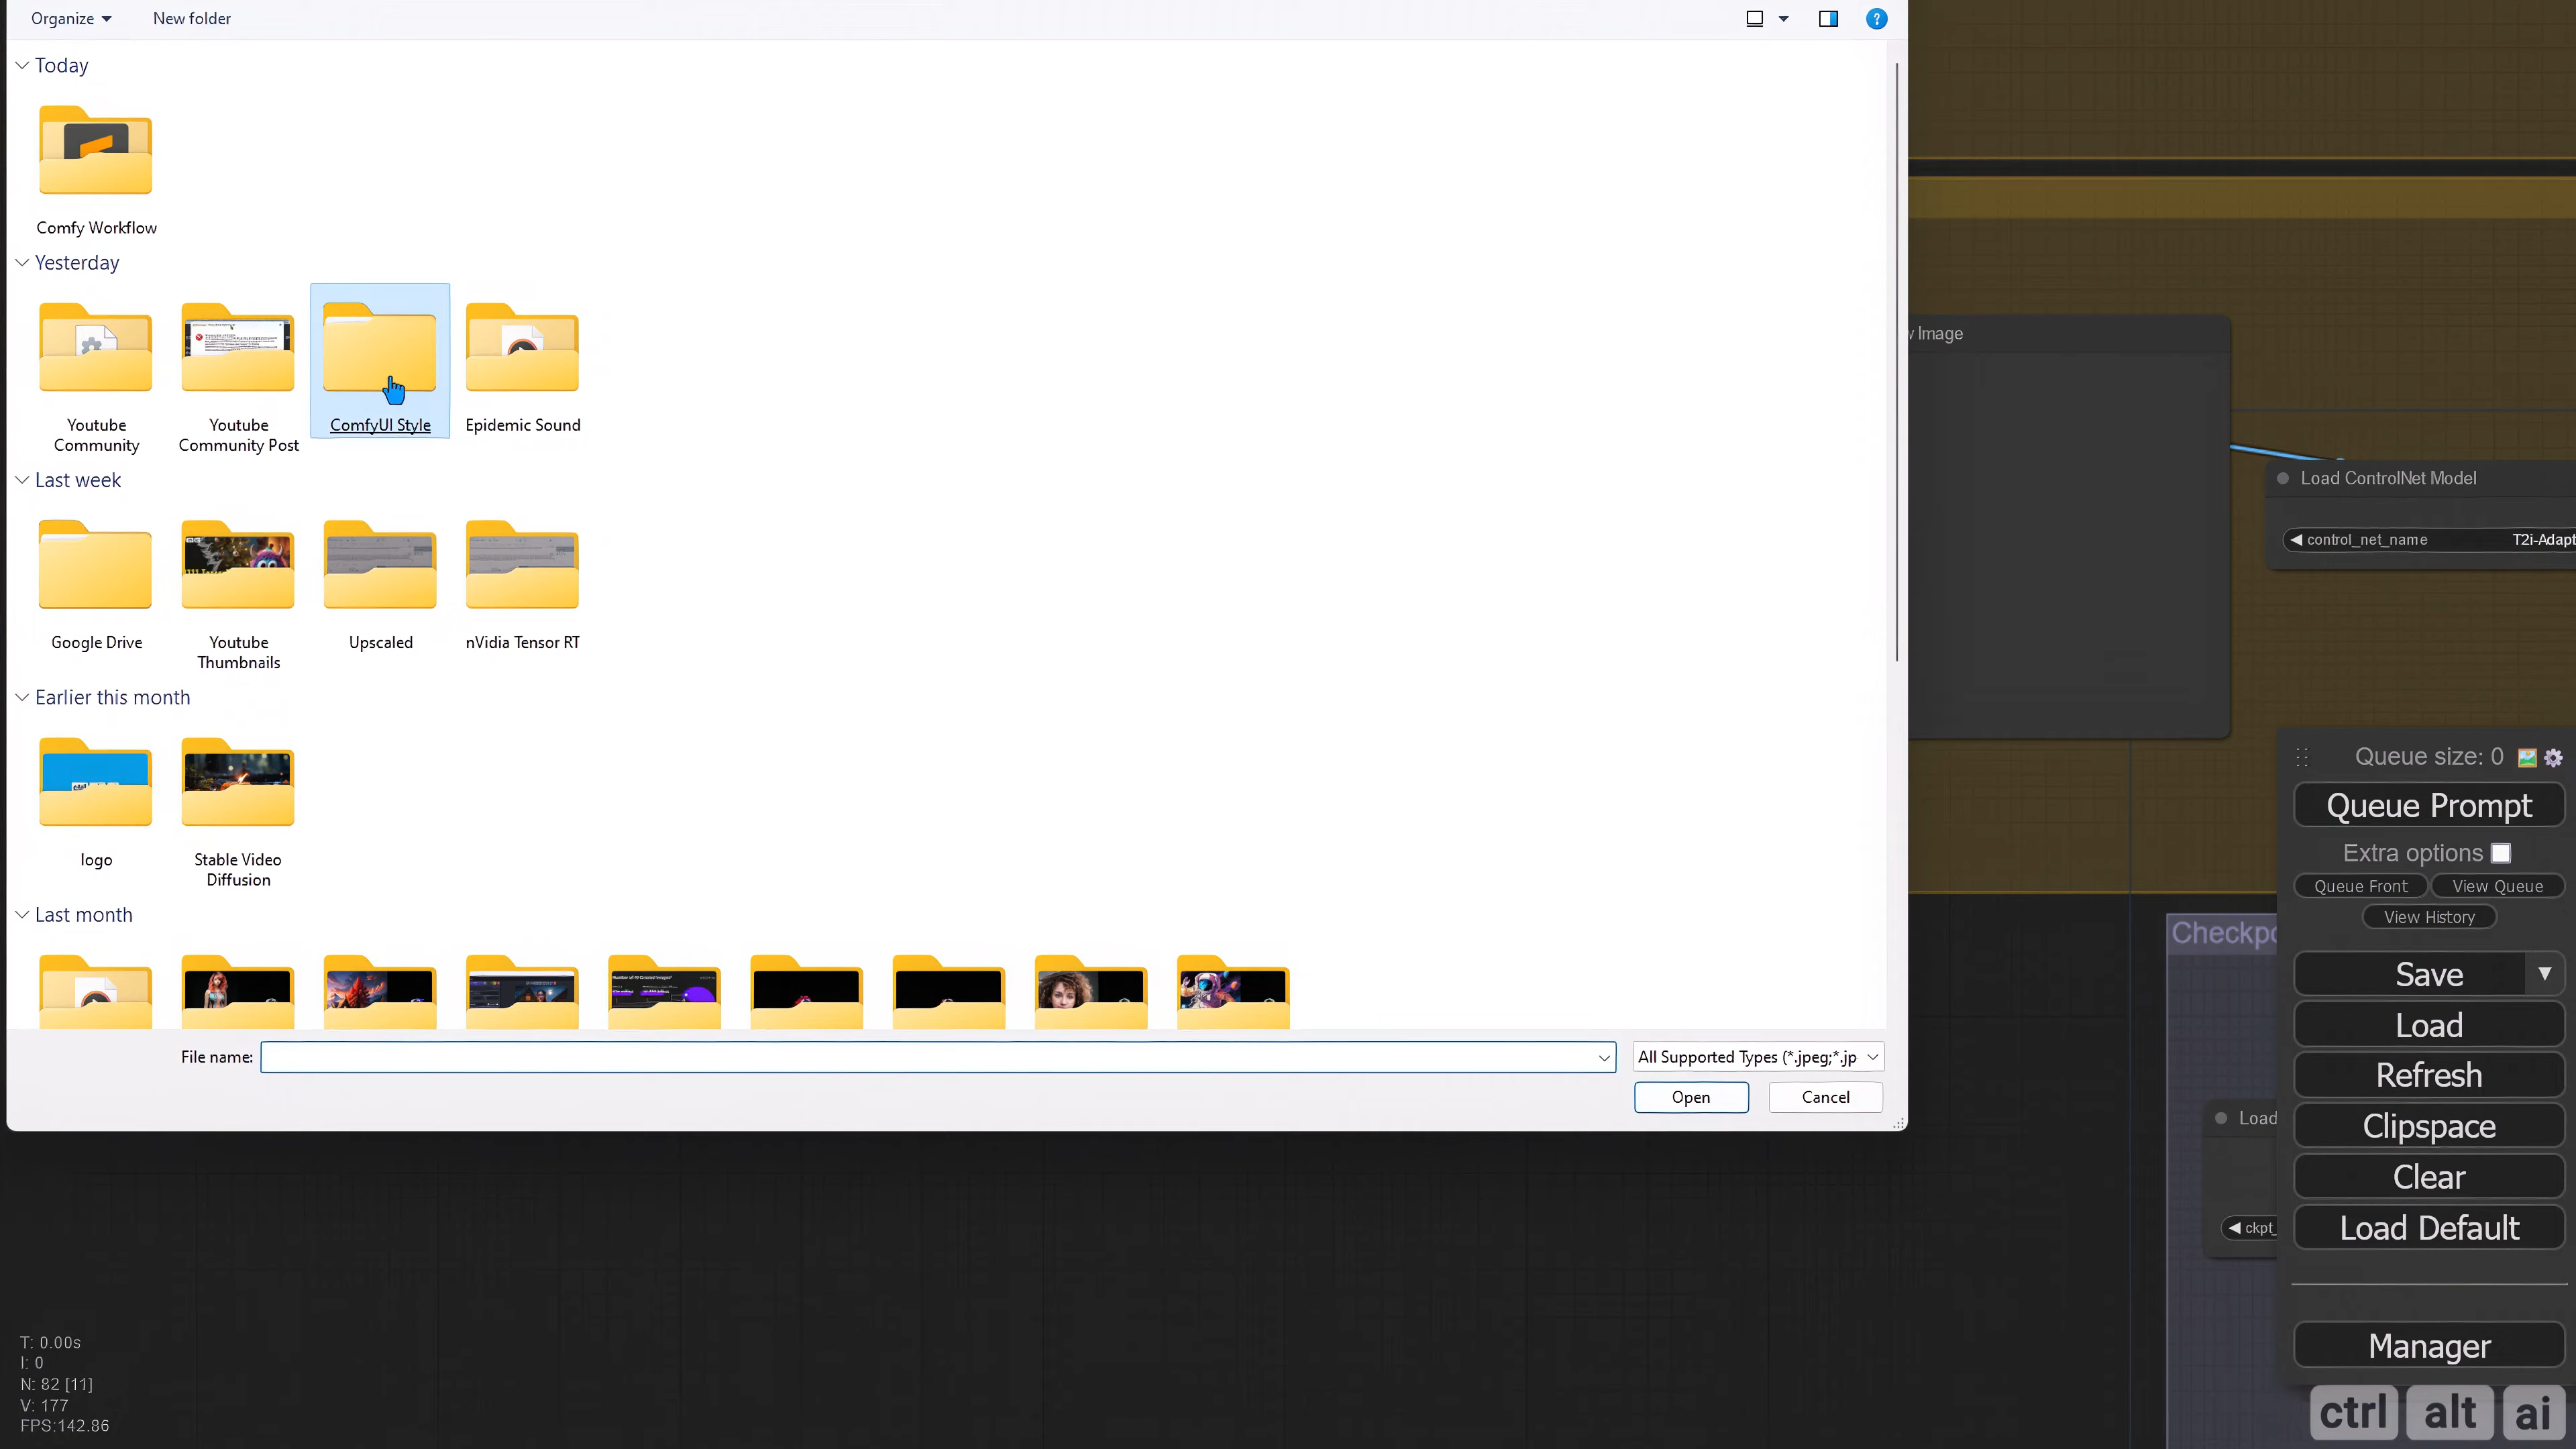 Organize
New folder
Today
Comfy Workflow
Yesterday
Youtube
Community
Youtube
Community Post
ComfyUI Style
Epidemic Sound
Last week
Google Drive
Youtube
Thumbnails
Upscaled
nVidia Tensor RT
Earlier this month
logo
Stable Video
Diffusion
Last month
File name:
All Supported Types (*.jpeg;*.jp
Open
Cancel
w Image
Load ControlNet Model
control_net_name
T2i-Adapt
Queue size: 0
Queue Prompt
Extra options
Queue Front
View Queue
View History
Checkpo
Save
Load
Refresh
Load
Clipspace
Clear
ckpt_
Load Default
Manager
T: 0.00s
I: 0
N: 82 [11]
V: 177
FPS:142.86
ctrl alt ai